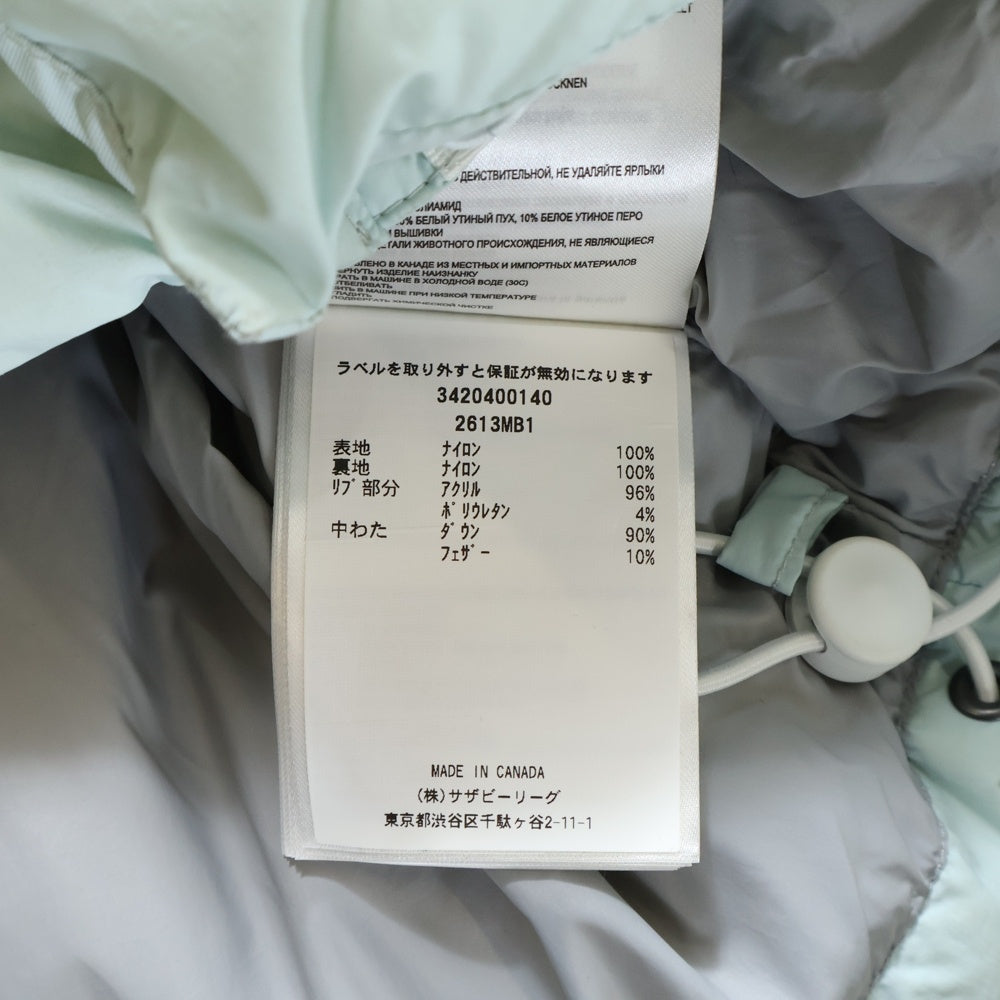 ДЕЙСТВИТЕЛЬНОЙ, НЕ УДАЛЯЙТЕ ЯРЛЫКИ
БЕЛЫЙ УТИНЫЙ ПУХ, 10% БЕЛОЕ УТИНОЕ ПЕРО
ВЫШИВКИ
ЖИВОТНОГО ПРОИСХОЖДЕНИЯ, НЕ ЯВЛЯЮЩИЕСЯ
В КАНАДЕ ИЗ МЕСТНЫХ И ИМПОРТНЫХ МАТЕРИАЛОВ
ИЗДЕЛИЕ НАИЗНАНКУ
В МАШИНЕ В ХОЛОДНОЙ ВОДЕ (30C)
В МАШИНЕ ПРИ НИЗКОЙ ТЕМПЕРАТУРЕ
ХИМИЧЕСКОЙ ЧИСТКЕ
ラベルを取り外すと保証が無効になります
3420400140
2613MB1
表地 ナイロン 100%
裏地 ナイロン 100%
リブ部分 アクリル 96%
ポリウレタン 4%
中わた ダウン 90%
フェザー 10%
MADE IN CANADA
(株)サザビーリーグ
東京都渋谷区千駄ヶ谷2-11-1